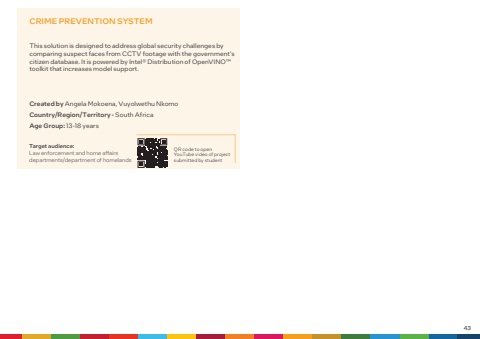 CRIME PREVENTION SYSTEM
This solution is designed to address global security challenges by
comparing suspect faces from CCTV footage with the government's
citizen database. It is powered by Intel® Distribution of OpenVINO™
toolkit that increases model support.
Created by Angela Mokoena, Vuyolwethu Nkomo
Country/Region/Territory - South Africa
Age Group: 13-18 years
Target audience:
Law enforcement and home affairs
departments/department of homelands
QR code to open
YouTube video of project
submitted by student
43